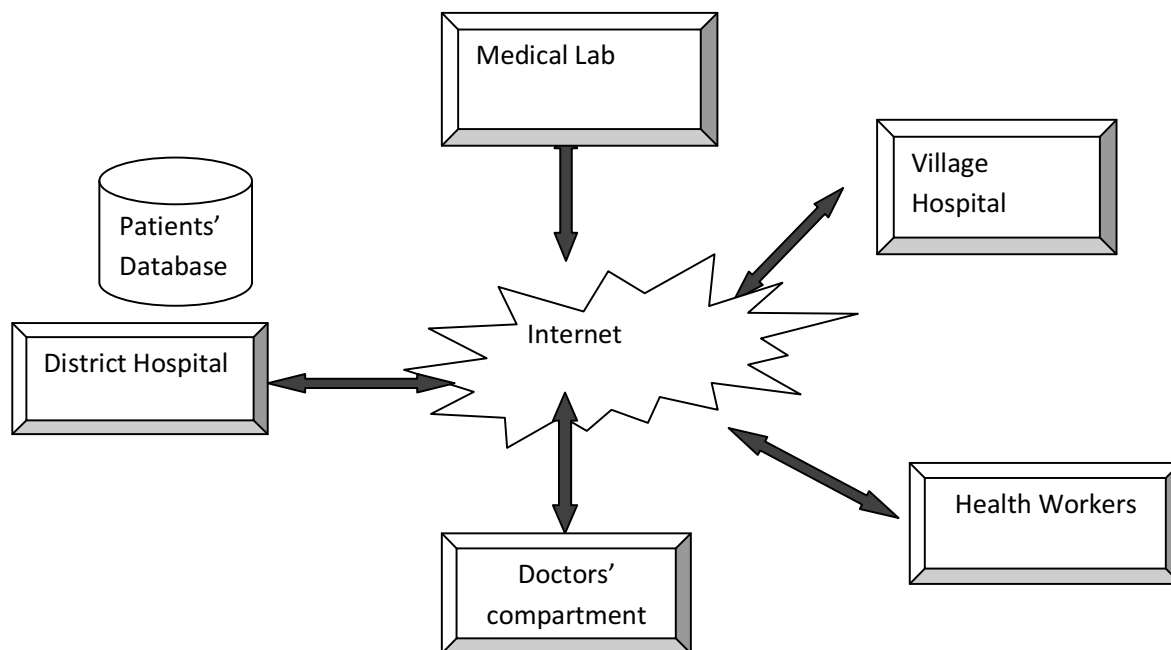 Medical Lab
Village
Hospital
Patients’
Database
Internet
District Hospital
Health Workers
Doctors’
compartment